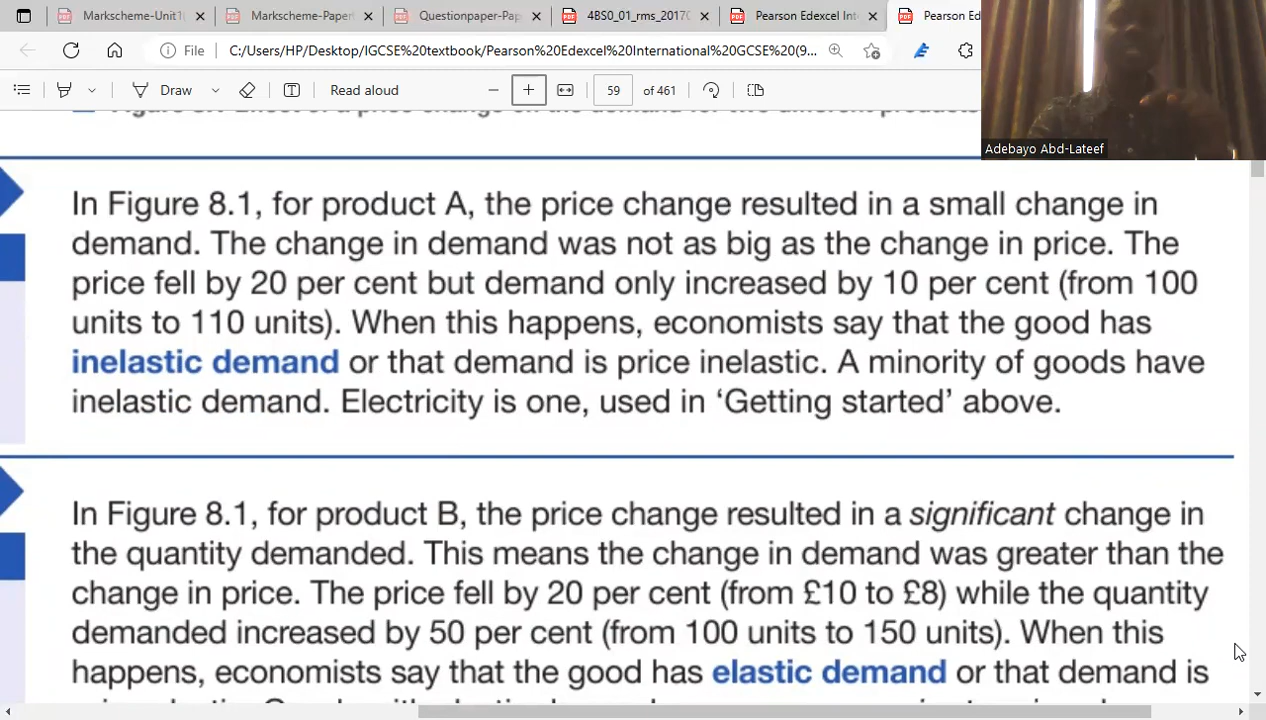 Markscheme-Unit1(
Markscheme-Paper
Questionpaper-Pap
4BS0_01_rms_2017
Pearson Edexcel Int
Pearson Ed
File
C:/Users/HP/Desktop/IGCSE%20textbook/Pearson%20Edexcel%20International%20GCSE%20(9...
Draw
Read aloud
59
of 461
Adebayo Abd-Lateef
In Figure 8.1, for product A, the price change resulted in a small change in
demand. The change in demand was not as big as the change in price. The
price fell by 20 per cent but demand only increased by 10 per cent (from 100
units to 110 units). When this happens, economists say that the good has
inelastic demand or that demand is price inelastic. A minority of goods have
inelastic demand. Electricity is one, used in ‘Getting started’ above.
In Figure 8.1, for product B, the price change resulted in a significant change in
the quantity demanded. This means the change in demand was greater than the
change in price. The price fell by 20 per cent (from £10 to £8) while the quantity
demanded increased by 50 per cent (from 100 units to 150 units). When this
happens, economists say that the good has elastic demand or that demand is